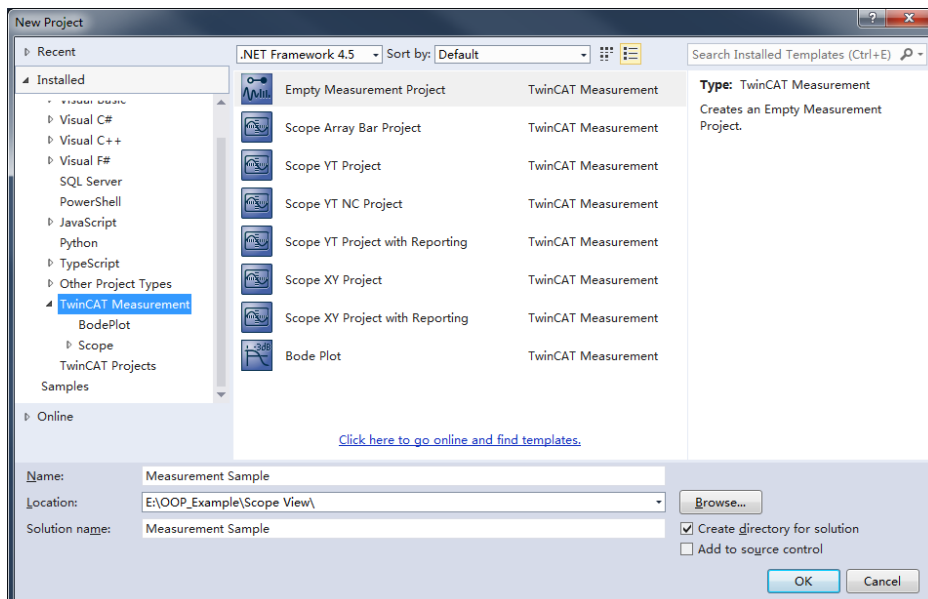 New Project
Recent
.NET Framework 4.5
Sort by: Default
Search Installed Templates (Ctrl+E)
Installed
Visual Basic
Visual C#
Visual C++
Visual F#
SQL Server
PowerShell
JavaScript
Python
TypeScript
Other Project Types
TwinCAT Measurement
BodePlot
Scope
TwinCAT Projects
Samples
Online
Empty Measurement Project TwinCAT Measurement
Scope Array Bar Project TwinCAT Measurement
Scope YT Project TwinCAT Measurement
Scope YT NC Project TwinCAT Measurement
Scope YT Project with Reporting TwinCAT Measurement
Scope XY Project TwinCAT Measurement
Scope XY Project with Reporting TwinCAT Measurement
Bode Plot TwinCAT Measurement
Click here to go online and find templates.
Type: TwinCAT Measurement
Creates an Empty Measurement
Project.
Name: Measurement Sample
Location: E:\OOP_Example\Scope View\
Browse...
Solution name: Measurement Sample
Create directory for solution
Add to source control
OK
Cancel